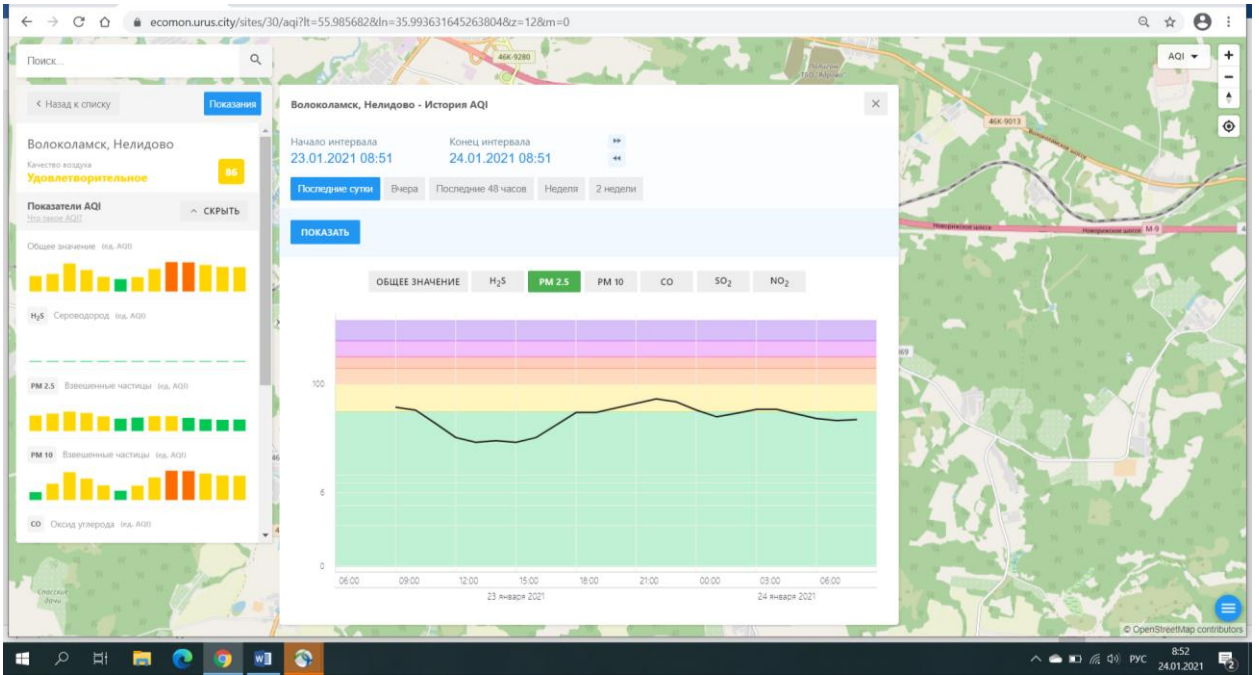 ecomon.urus.city/sites/30/aqi?lt=55.985682&ln=35.993631645263804&z=12&m=0
Поиск...
46К-9280
AQI
< Назад к списку
Показания
Волоколамск, Нелидово - История AQI
46К-9013
Волоколамск, Нелидово
Качество воздуха
Удовлетворительное
86
Начало интервала
Конец интервала
23.01.2021 08:51
24.01.2021 08:51
Последние сутки
Вчера
Последние 48 часов
Неделя
2 недели
Показатели AQI
Что такое AQI?
СКРЫТЬ
ПОКАЗАТЬ
Новорижское шоссе
Новорижское шоссе
М-9
Общее значение (ед. AQI)
ОБЩЕЕ ЗНАЧЕНИЕ
H2S
PM 2.5
PM 10
CO
SO2
NO2
H2S Сероводород (ед. AQI)
PM 2.5 Взвешенные частицы (ед. AQI)
100
PM 10 Взвешенные частицы (ед. AQI)
6
CO Оксид углерода (ед. AQI)
0
06:00
09:00
12:00
15:00
18:00
21:00
00:00
03:00
06:00
23 января 2021
24 января 2021
Спасские
дачи
© OpenStreetMap contributors
РУС
8:52
24.01.2021
2